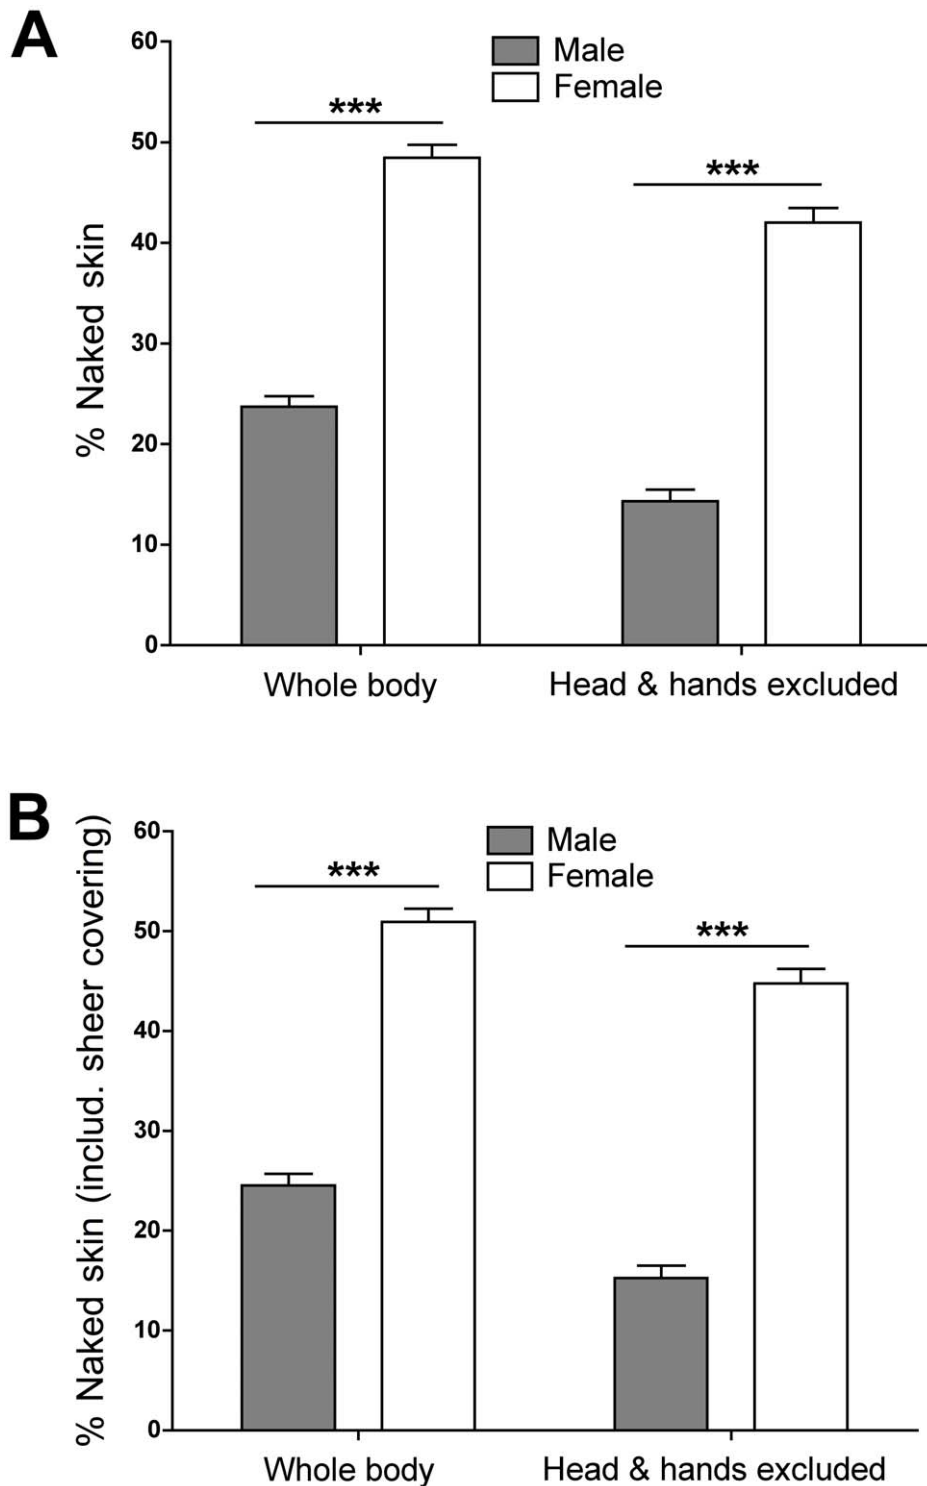 A
60
50
40
30
20
10
0
% Naked skin
Male
Female
***
***
Whole body
Head & hands excluded
B
60
50
40
30
20
10
0
% Naked skin (includ. sheer covering)
Male
Female
***
***
Whole body
Head & hands excluded